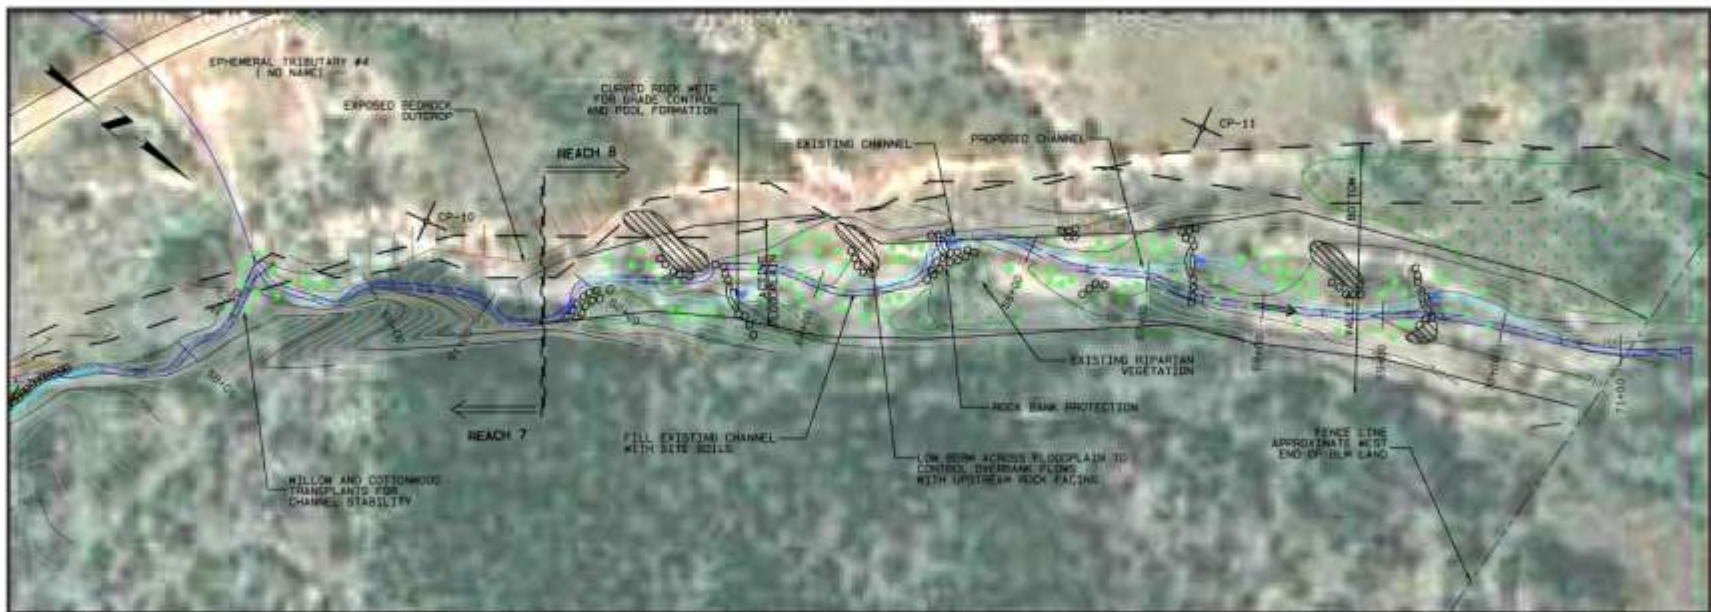 EPHEMERAL TRIBUTARY #4
( NO NAME)
EXPOSED BEDROCK
OUTCROP
CURVED ROCK WEIR
FOR GRADE CONTROL
AND POOL FORMATION
REACH 8
EXISTING CHANNEL
PROPOSED CHANNEL
CP-11
CP-10
REACH 7
WILLOW AND COTTONWOOD
TRANSPLANTS FOR
CHANNEL STABILITY
FILL EXISTING CHANNEL
WITH SITE SOILS
LOW BERM ACROSS FLOODPLAIN TO
CONTROL OVERBANK FLOWS
WITH UPSTREAM ROCK FACING
ROCK BANK PROTECTION
EXISTING RIPARIAN
VEGETATION
FENCE LINE
APPROXIMATE WEST
END OF BLM LAND
71+00